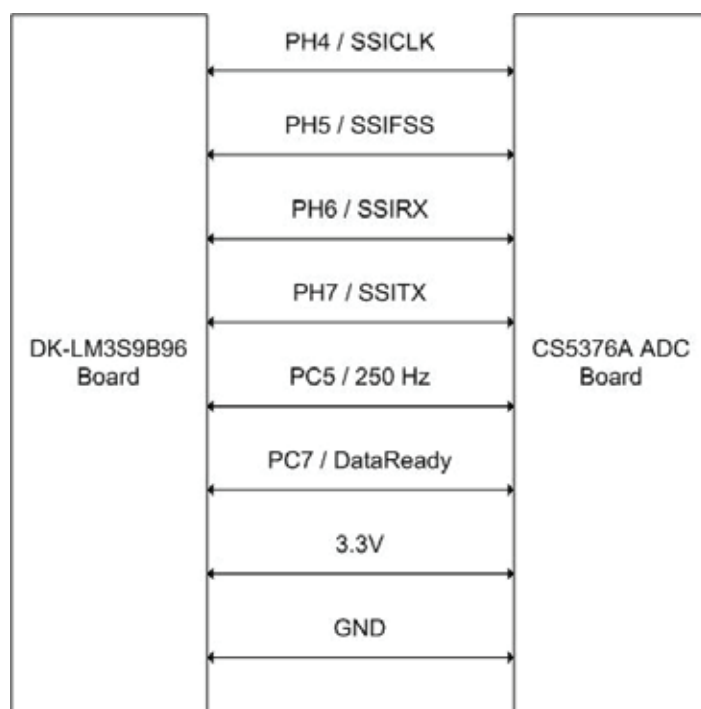 PH4 / SSICLK
PH5 / SSIFSS
PH6 / SSIRX
PH7 / SSITX
DK-LM3S9B96
Board
CS5376A ADC
Board
PC5 / 250 Hz
PC7 / DataReady
3.3V
GND